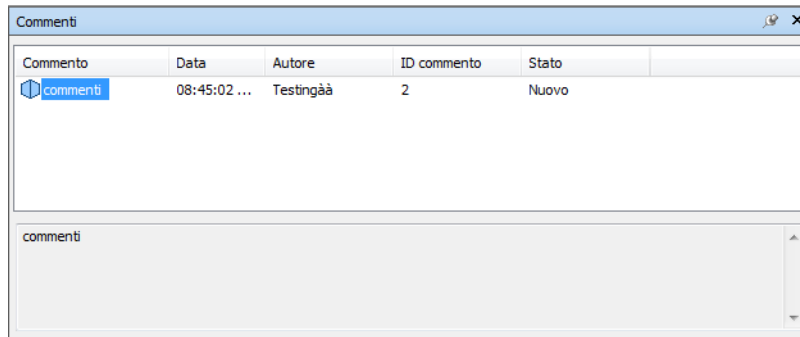 Commenti
Commento Data Autore ID commento Stato
commenti 08:45:02 ... Testingàà 2 Nuovo
commenti